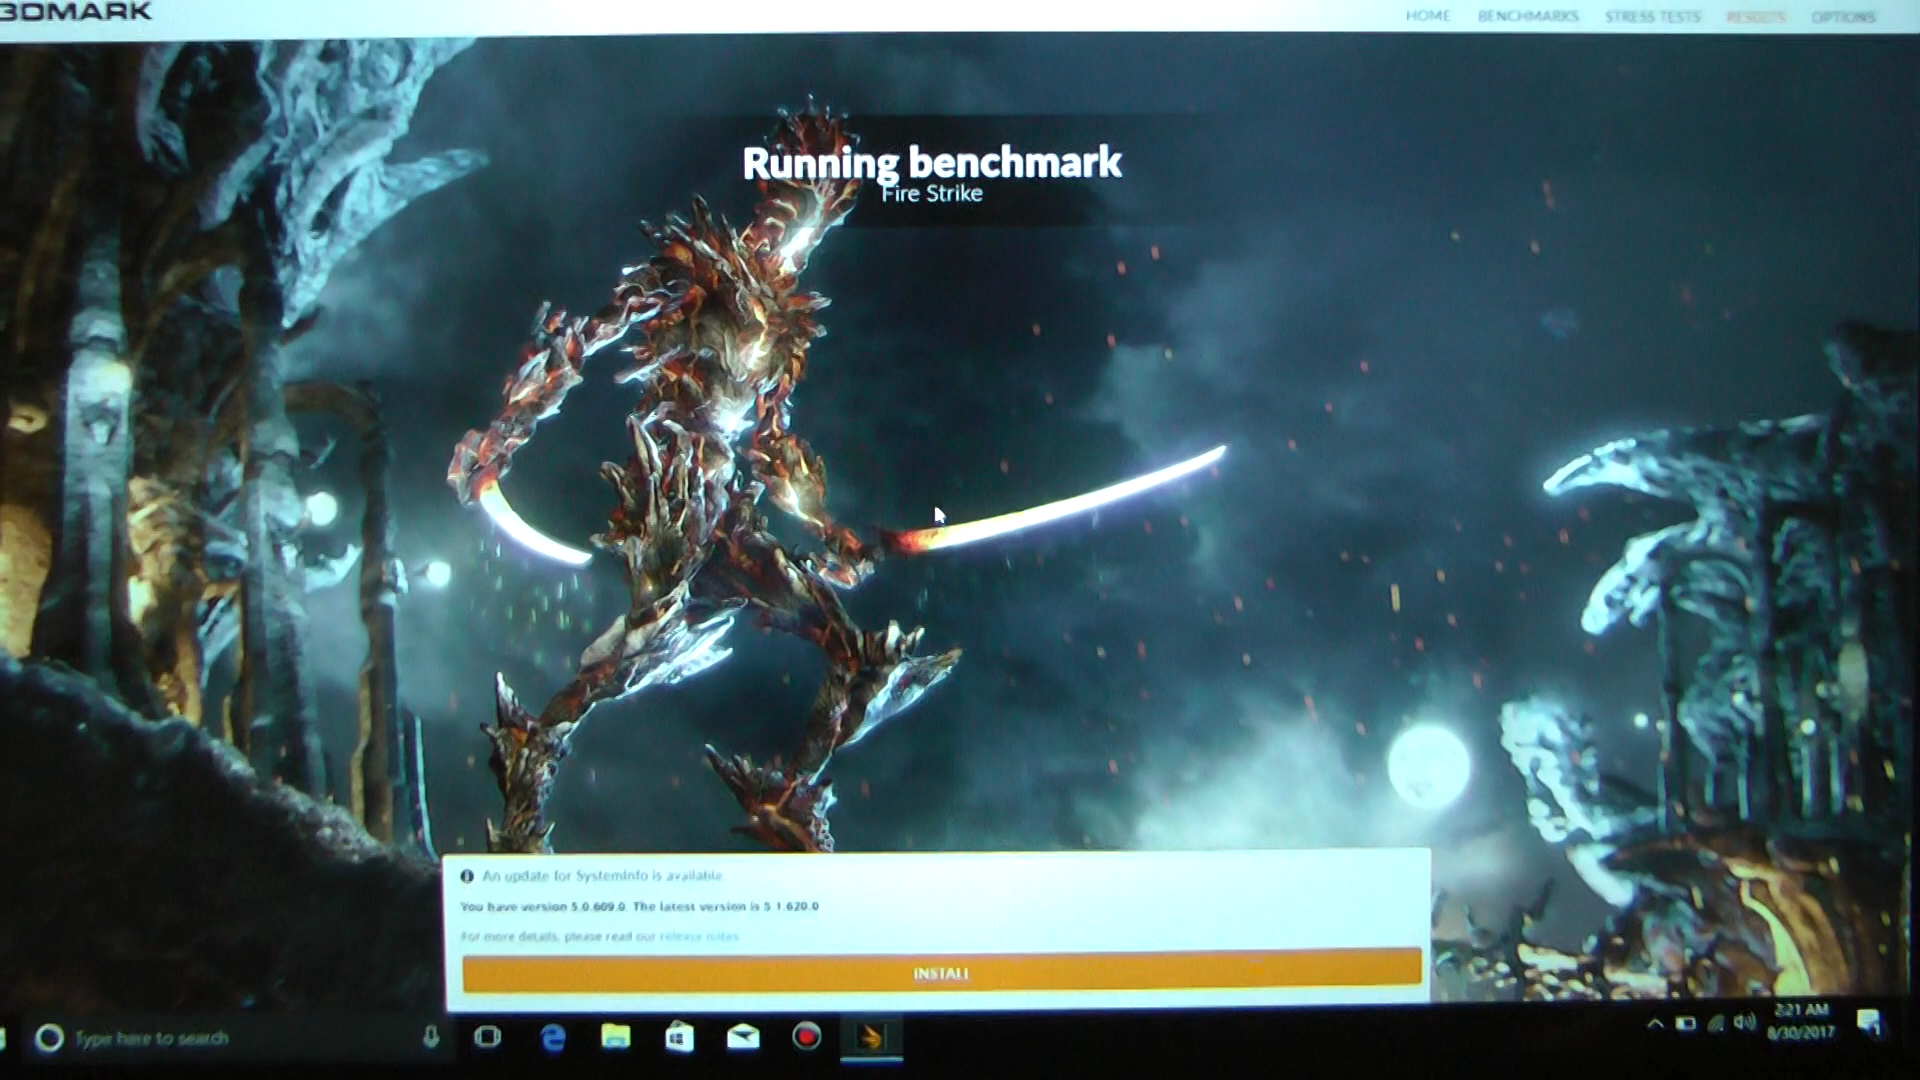 3DMARK
HOME BENCHMARKS STRESS TESTS RESULTS OPTIONS
Running benchmark
Fire Strike
An update for SystemInfo is available.
You have version 5.0.609.0. The latest version is 5.1.620.0
For more details, please read our release notes
INSTALL
Type here to search
2:21 AM
8/30/2017
1